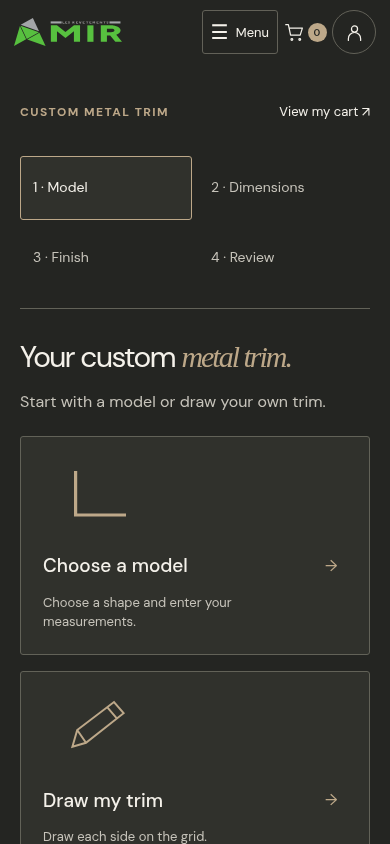 MIR
Menu
0
CUSTOM METAL TRIM
View my cart
1 · Model
2 · Dimensions
3 · Finish
4 · Review
Your custom metal trim.
Start with a model or draw your own trim.
Choose a model
Choose a shape and enter your
measurements.
Draw my trim
Draw each side on the grid.